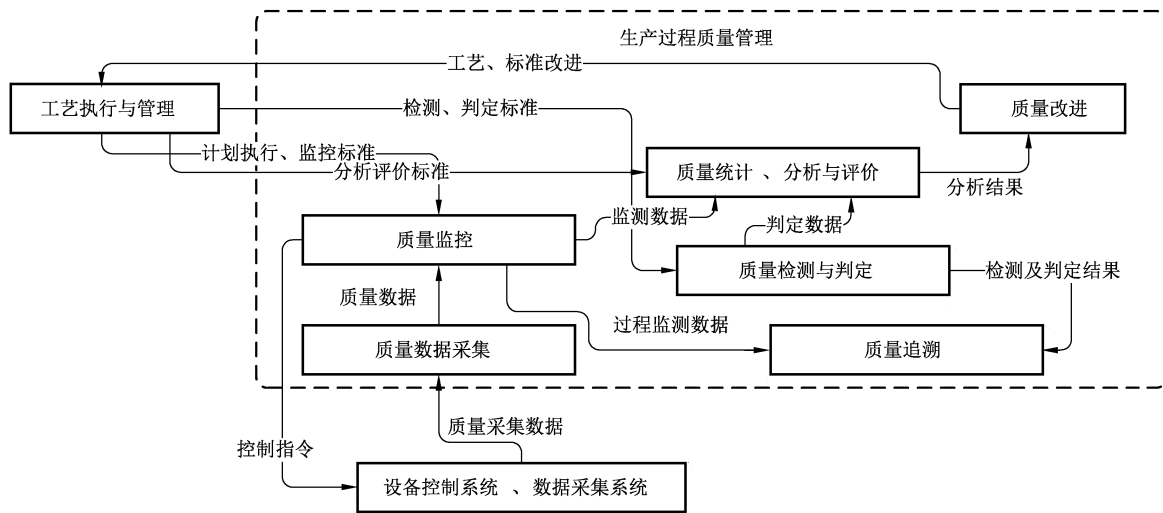 生产过程质量管理
工艺、标准改进
工艺执行与管理
检测、判定标准
质量改进
计划执行、监控标准
分析评价标准
质量统计、分析与评价
分析结果
监测数据
判定数据
质量监控
质量检测与判定
检测及判定结果
质量数据
过程监测数据
质量数据采集
质量追溯
质量采集数据
控制指令
设备控制系统、数据采集系统